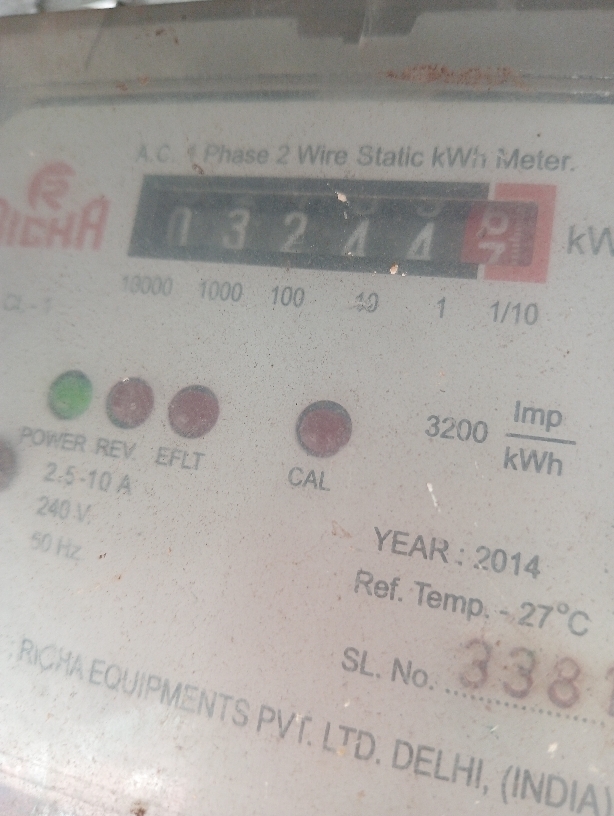 A.C. 1 Phase 2 Wire Static kWh Meter.
RICHA
0 3 2 4 4
kW
10000 1000 100 10 1 1/10
POWER REV EFLT
CAL
3200 Imp
kWh
2.5-10 A
240 V.
50 Hz
YEAR : 2014
Ref. Temp. - 27°C
SL. No. 338
RICHA EQUIPMENTS PVT. LTD. DELHI, (INDIA)